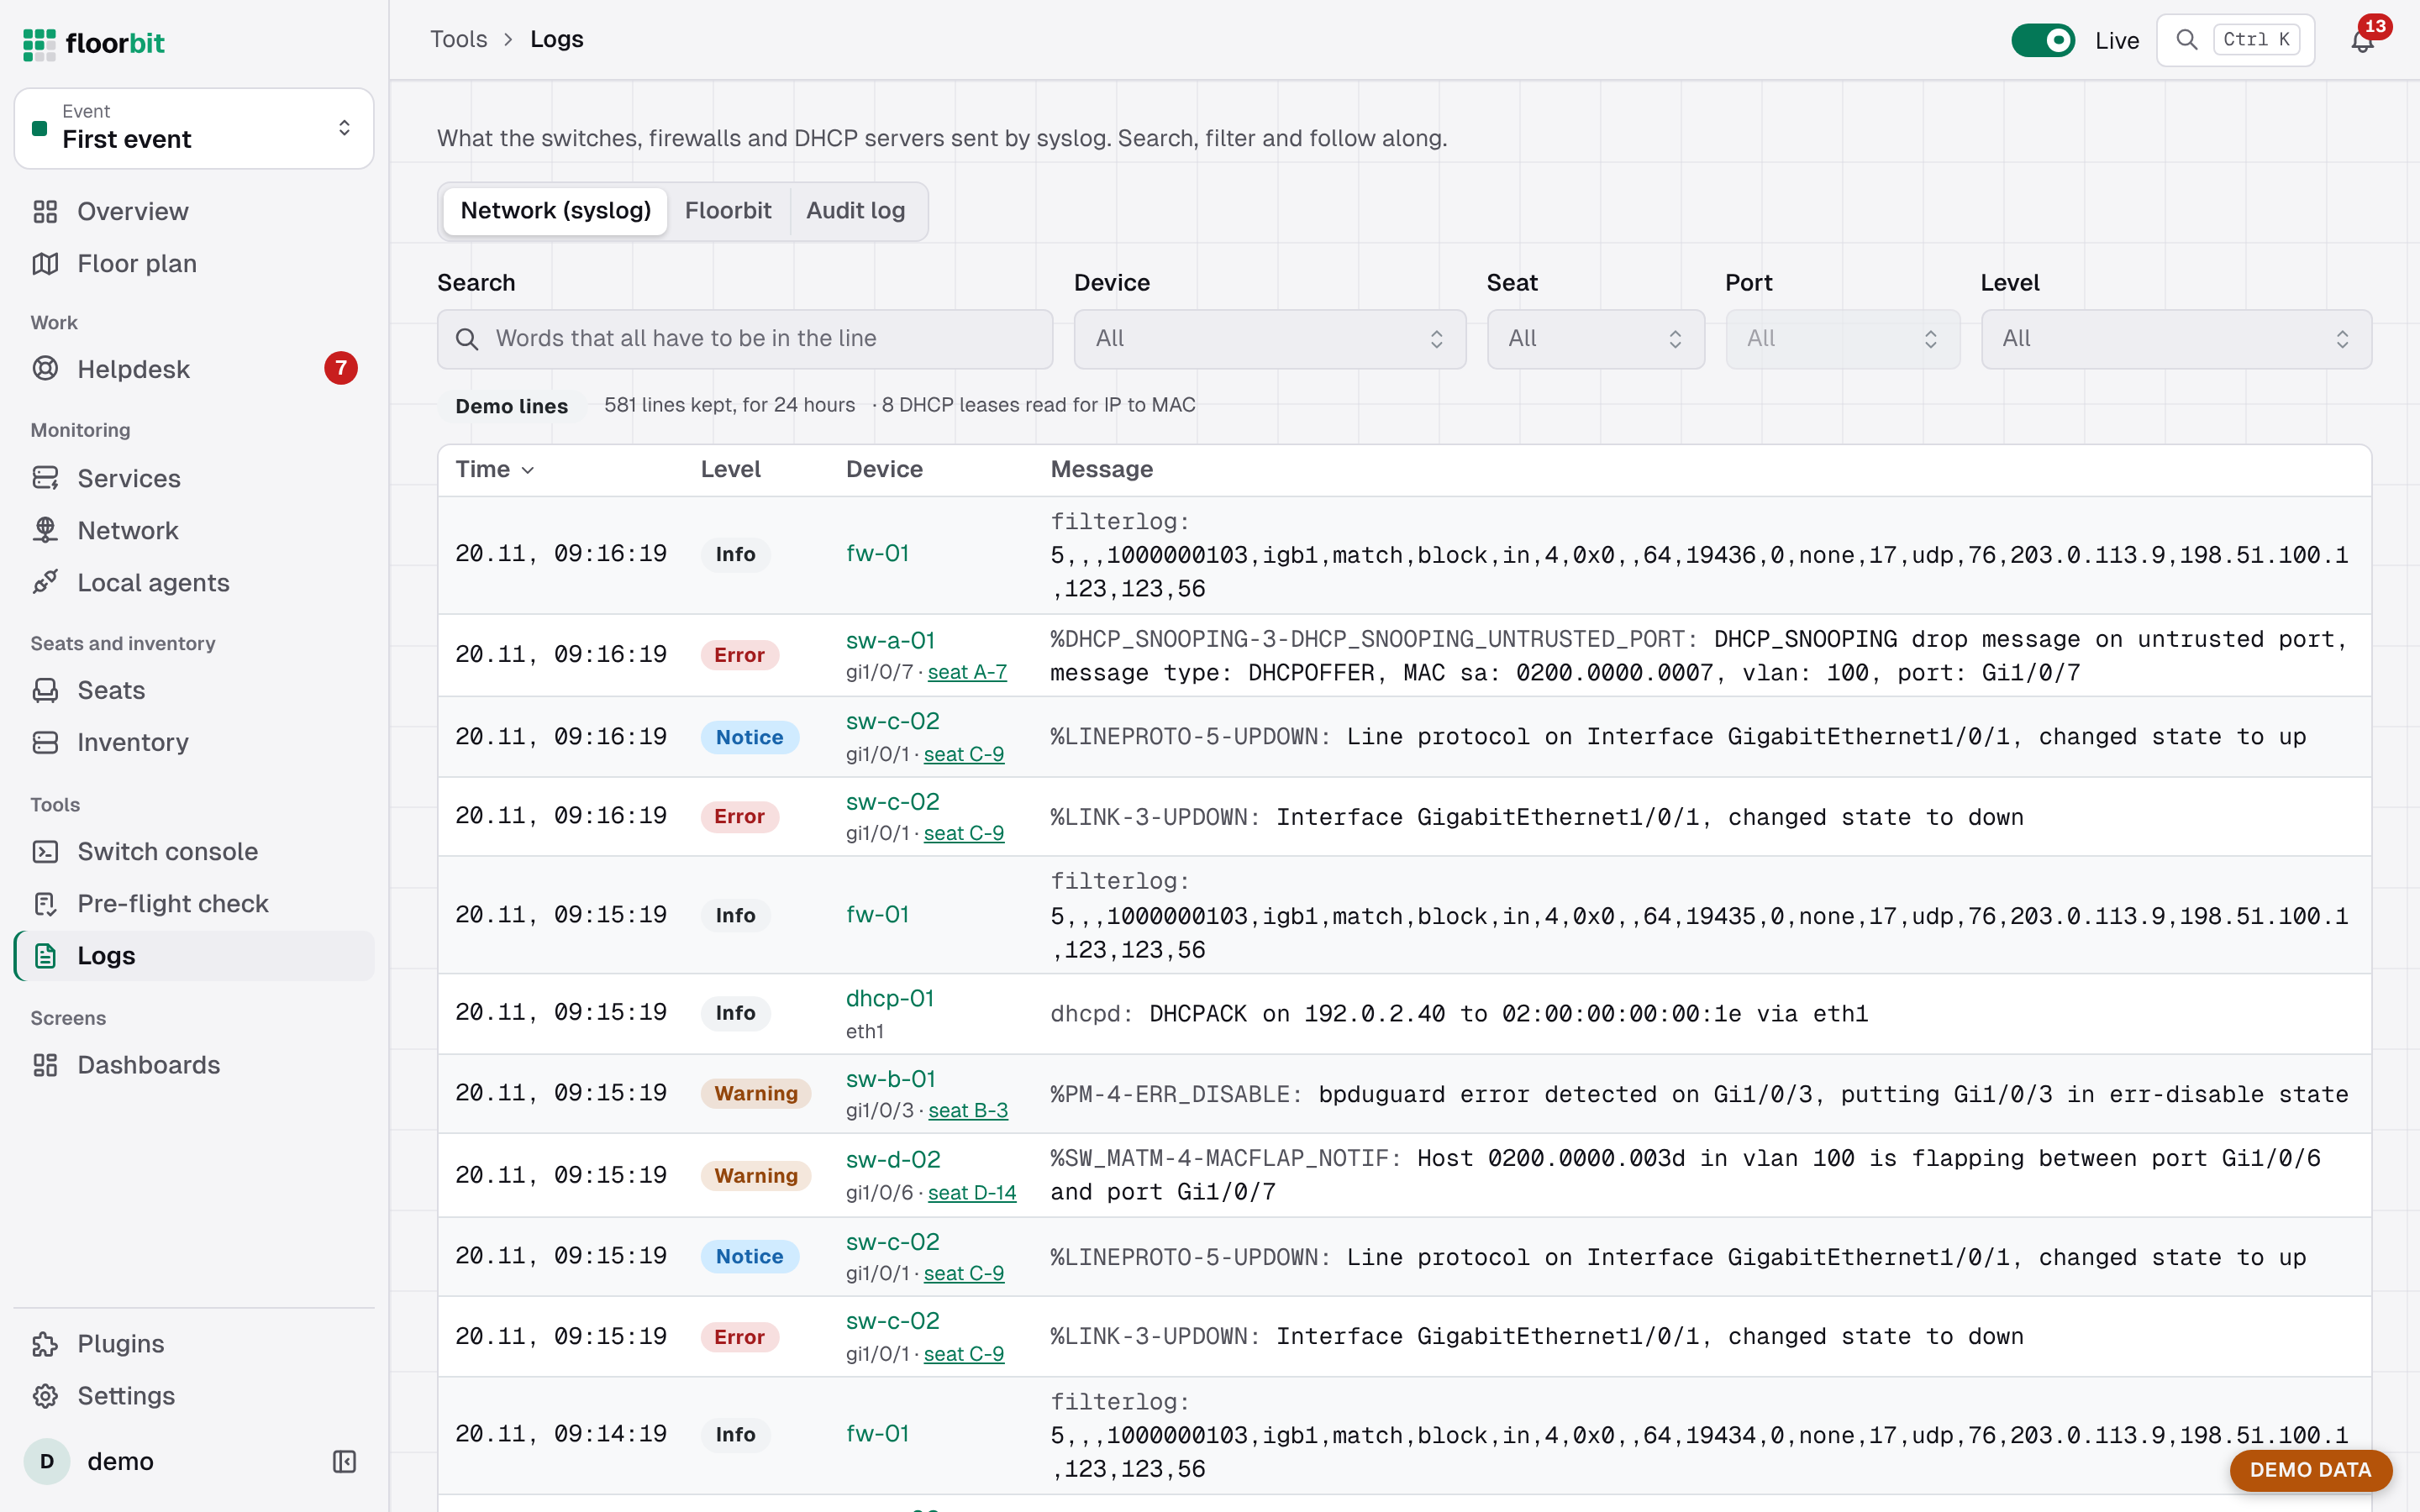 floorbit
Event
First event
Overview
Floor plan
Work
Helpdesk
7
Monitoring
Services
Network
Local agents
Seats and inventory
Seats
Inventory
Tools
Switch console
Pre-flight check
Logs
Screens
Dashboards
Plugins
Settings
D
demo
Tools > Logs
Live
Ctrl K
13
What the switches, firewalls and DHCP servers sent by syslog. Search, filter and follow along.
Network (syslog) Floorbit Audit log
Search Device Seat Port Level
Words that all have to be in the line All All All All
Demo lines 581 lines kept, for 24 hours · 8 DHCP leases read for IP to MAC
Time Level Device Message
filterlog:
20.11, 09:16:19 Info fw-01 5,,,1000000103,igb1,match,block,in,4,0x0,,64,19436,0,none,17,udp,76,203.0.113.9,198.51.100.1
,123,123,56
20.11, 09:16:19 Error sw-a-01 %DHCP_SNOOPING-3-DHCP_SNOOPING_UNTRUSTED_PORT: DHCP_SNOOPING drop message on untrusted port,
gi1/0/7 · seat A-7 message type: DHCPOFFER, MAC sa: 0200.0000.0007, vlan: 100, port: Gi1/0/7
20.11, 09:16:19 Notice sw-c-02 %LINEPROTO-5-UPDOWN: Line protocol on Interface GigabitEthernet1/0/1, changed state to up
gi1/0/1 · seat C-9
20.11, 09:16:19 Error sw-c-02 %LINK-3-UPDOWN: Interface GigabitEthernet1/0/1, changed state to down
gi1/0/1 · seat C-9
filterlog:
20.11, 09:15:19 Info fw-01 5,,,1000000103,igb1,match,block,in,4,0x0,,64,19435,0,none,17,udp,76,203.0.113.9,198.51.100.1
,123,123,56
20.11, 09:15:19 Info dhcp-01 dhcpd: DHCPACK on 192.0.2.40 to 02:00:00:00:00:1e via eth1
eth1
20.11, 09:15:19 Warning sw-b-01 %PM-4-ERR_DISABLE: bpduguard error detected on Gi1/0/3, putting Gi1/0/3 in err-disable state
gi1/0/3 · seat B-3
20.11, 09:15:19 Warning sw-d-02 %SW_MATM-4-MACFLAP_NOTIF: Host 0200.0000.003d in vlan 100 is flapping between port Gi1/0/6
gi1/0/6 · seat D-14 and port Gi1/0/7
20.11, 09:15:19 Notice sw-c-02 %LINEPROTO-5-UPDOWN: Line protocol on Interface GigabitEthernet1/0/1, changed state to up
gi1/0/1 · seat C-9
20.11, 09:15:19 Error sw-c-02 %LINK-3-UPDOWN: Interface GigabitEthernet1/0/1, changed state to down
gi1/0/1 · seat C-9
filterlog:
20.11, 09:14:19 Info fw-01 5,,,1000000103,igb1,match,block,in,4,0x0,,64,19434,0,none,17,udp,76,203.0.113.9,198.51.100.1
,123,123,56
DEMO DATA